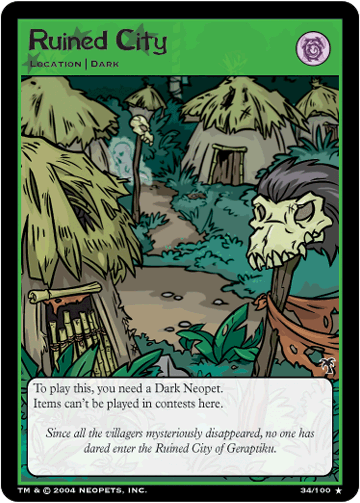 Ruined City
Location | Dark
To play this, you need a Dark Neopet.
Items can't be played in contests here.
Since all the villagers mysteriously disappeared, no one has
dared enter the Ruined City of Geraptiku.
TM & © 2004 NEOPETS, INC.
34/100 ★